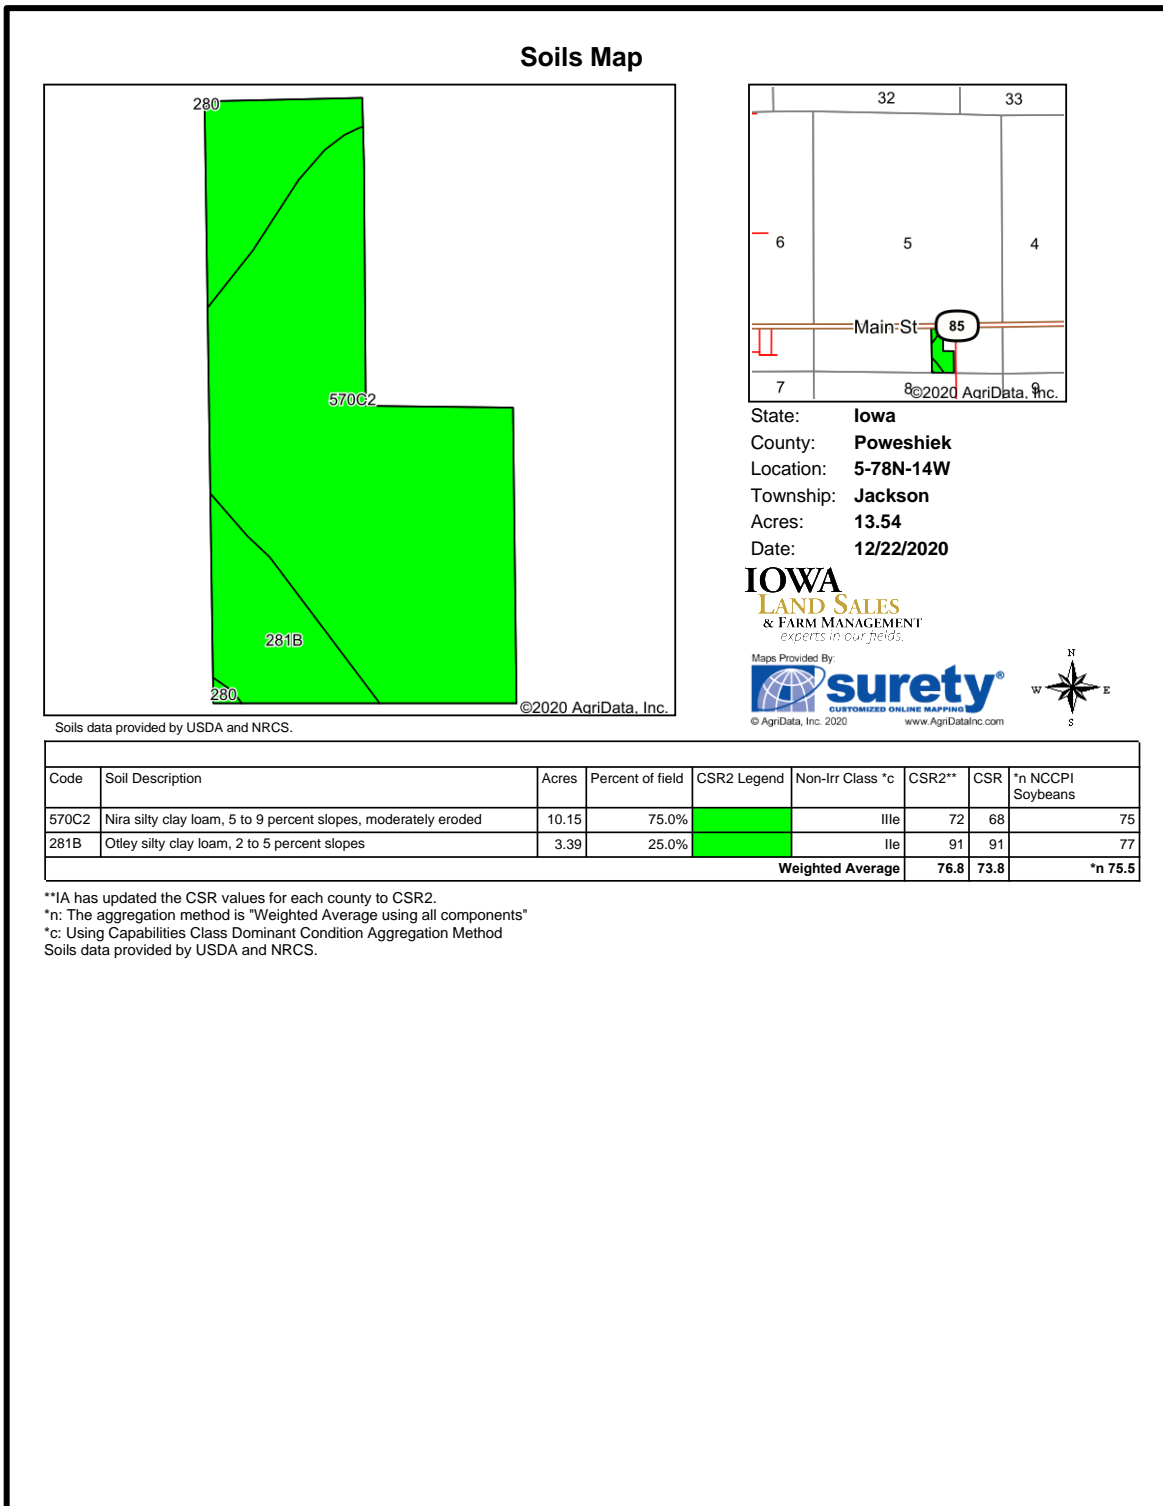 Soils Map
280
570C2
281B
280
©2020 AgriData, Inc.
Soils data provided by USDA and NRCS.
32
33
6
5
4
Main St
85
7
8
9
©2020 AgriData, Inc.
State: Iowa
County: Poweshiek
Location: 5-78N-14W
Township: Jackson
Acres: 13.54
Date: 12/22/2020
IOWA
LAND SALES
& FARM MANAGEMENT
experts in our fields.
Maps Provided By:
surety®
CUSTOMIZED ONLINE MAPPING
© AgriData, Inc. 2020 www.AgriDataInc.com
N
W E
S
Code Soil Description Acres Percent of field CSR2 Legend Non-Irr Class *c CSR2** CSR *n NCCPI Soybeans
570C2 Nira silty clay loam, 5 to 9 percent slopes, moderately eroded 10.15 75.0% IIIe 72 68 75
281B Otley silty clay loam, 2 to 5 percent slopes 3.39 25.0% IIe 91 91 77
Weighted Average 76.8 73.8 *n 75.5
**IA has updated the CSR values for each county to CSR2.
*n: The aggregation method is "Weighted Average using all components"
*c: Using Capabilities Class Dominant Condition Aggregation Method
Soils data provided by USDA and NRCS.